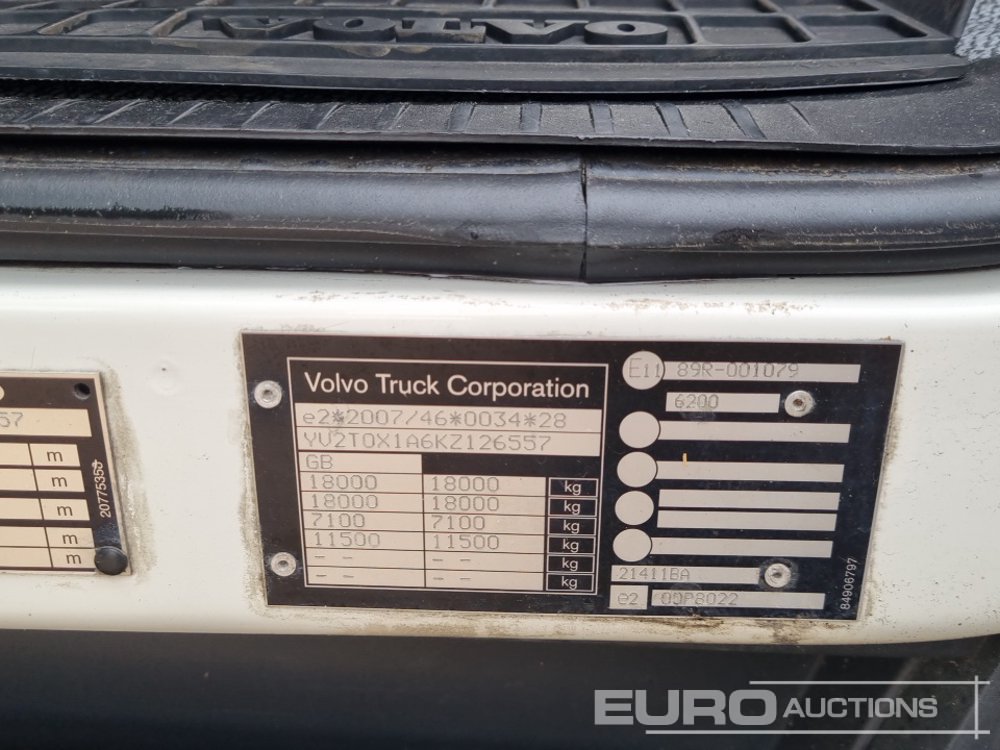 VOLVO
57
m
m
m
m
m
20775353
Volvo Truck Corporation
e2*2007/46*0034*28
YV2T0X1A6KZ126557
GB
18000 18000 kg
18000 18000 kg
7100 7100 kg
11500 11500 kg
-- -- kg
-- -- kg
E11 89R-001079
6200
21411BA
e2 00P8022
84906797
EURO AUCTIONS